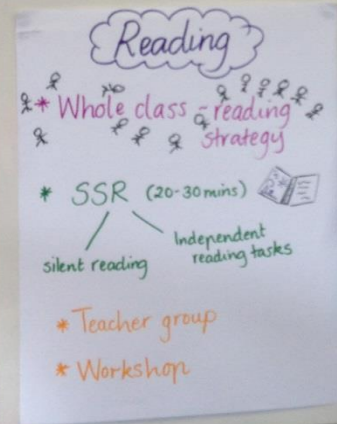 Reading
* Whole class - reading
strategy
* SSR (20-30 mins)
silent reading
Independent
reading tasks
* Teacher group
* Workshop